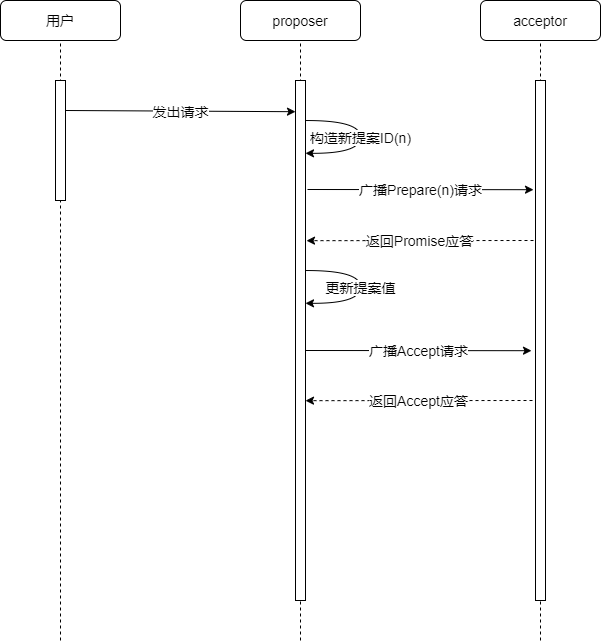 用户
proposer
acceptor
发出请求
构造新提案ID(n)
广播Prepare(n)请求
返回Promise应答
更新提案值
广播Accept请求
返回Accept应答